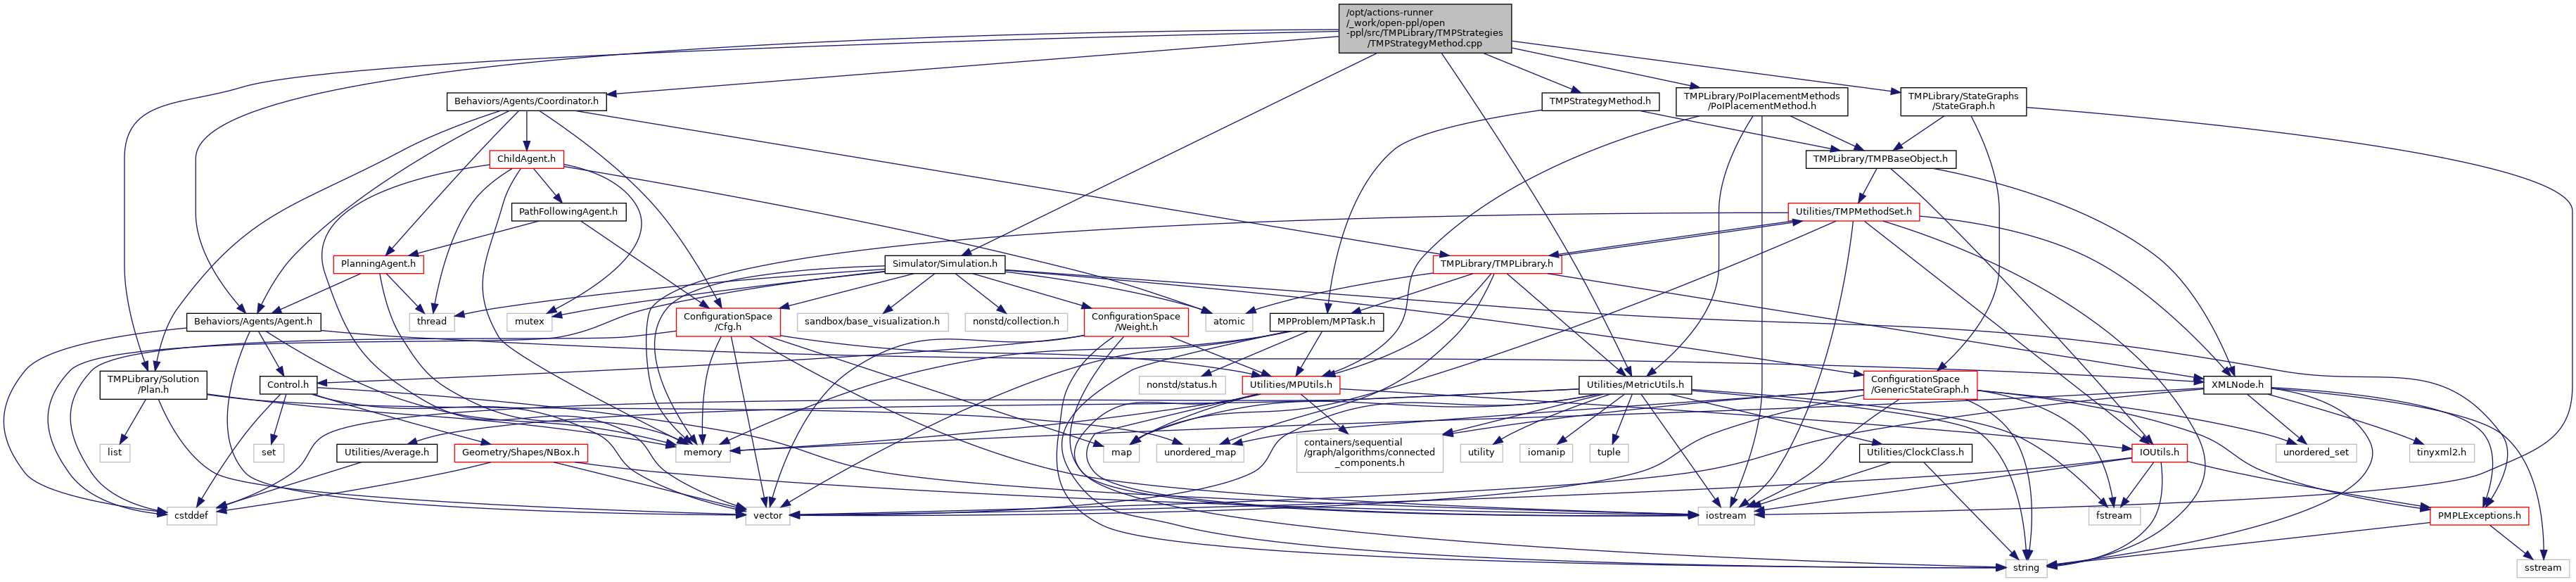 /opt/actions-runner
/_work/open-ppl/open
-ppl/src/TMPLibrary/TMPStrategies
/TMPStrategyMethod.cpp
Behaviors/Agents/Coordinator.h
TMPStrategyMethod.h
TMPLibrary/PoIPlacementMethods
/PoIPlacementMethod.h
TMPLibrary/StateGraphs
/StateGraph.h
ChildAgent.h
TMPLibrary/TMPBaseObject.h
PathFollowingAgent.h
Utilities/TMPMethodSet.h
PlanningAgent.h
Simulator/Simulation.h
TMPLibrary/TMPLibrary.h
Behaviors/Agents/Agent.h
thread
mutex
ConfigurationSpace
/Cfg.h
sandbox/base_visualization.h
nonstd/collection.h
ConfigurationSpace
/Weight.h
atomic
MPProblem/MPTask.h
TMPLibrary/Solution
/Plan.h
Control.h
nonstd/status.h
Utilities/MPUtils.h
Utilities/MetricUtils.h
ConfigurationSpace
/GenericStateGraph.h
XMLNode.h
list
set
Utilities/Average.h
Geometry/Shapes/NBox.h
memory
map
unordered_map
containers/sequential
/graph/algorithms/connected
_components.h
utility
iomanip
tuple
Utilities/ClockClass.h
IOUtils.h
unordered_set
tinyxml2.h
cstddef
vector
iostream
fstream
PMPLExceptions.h
string
sstream